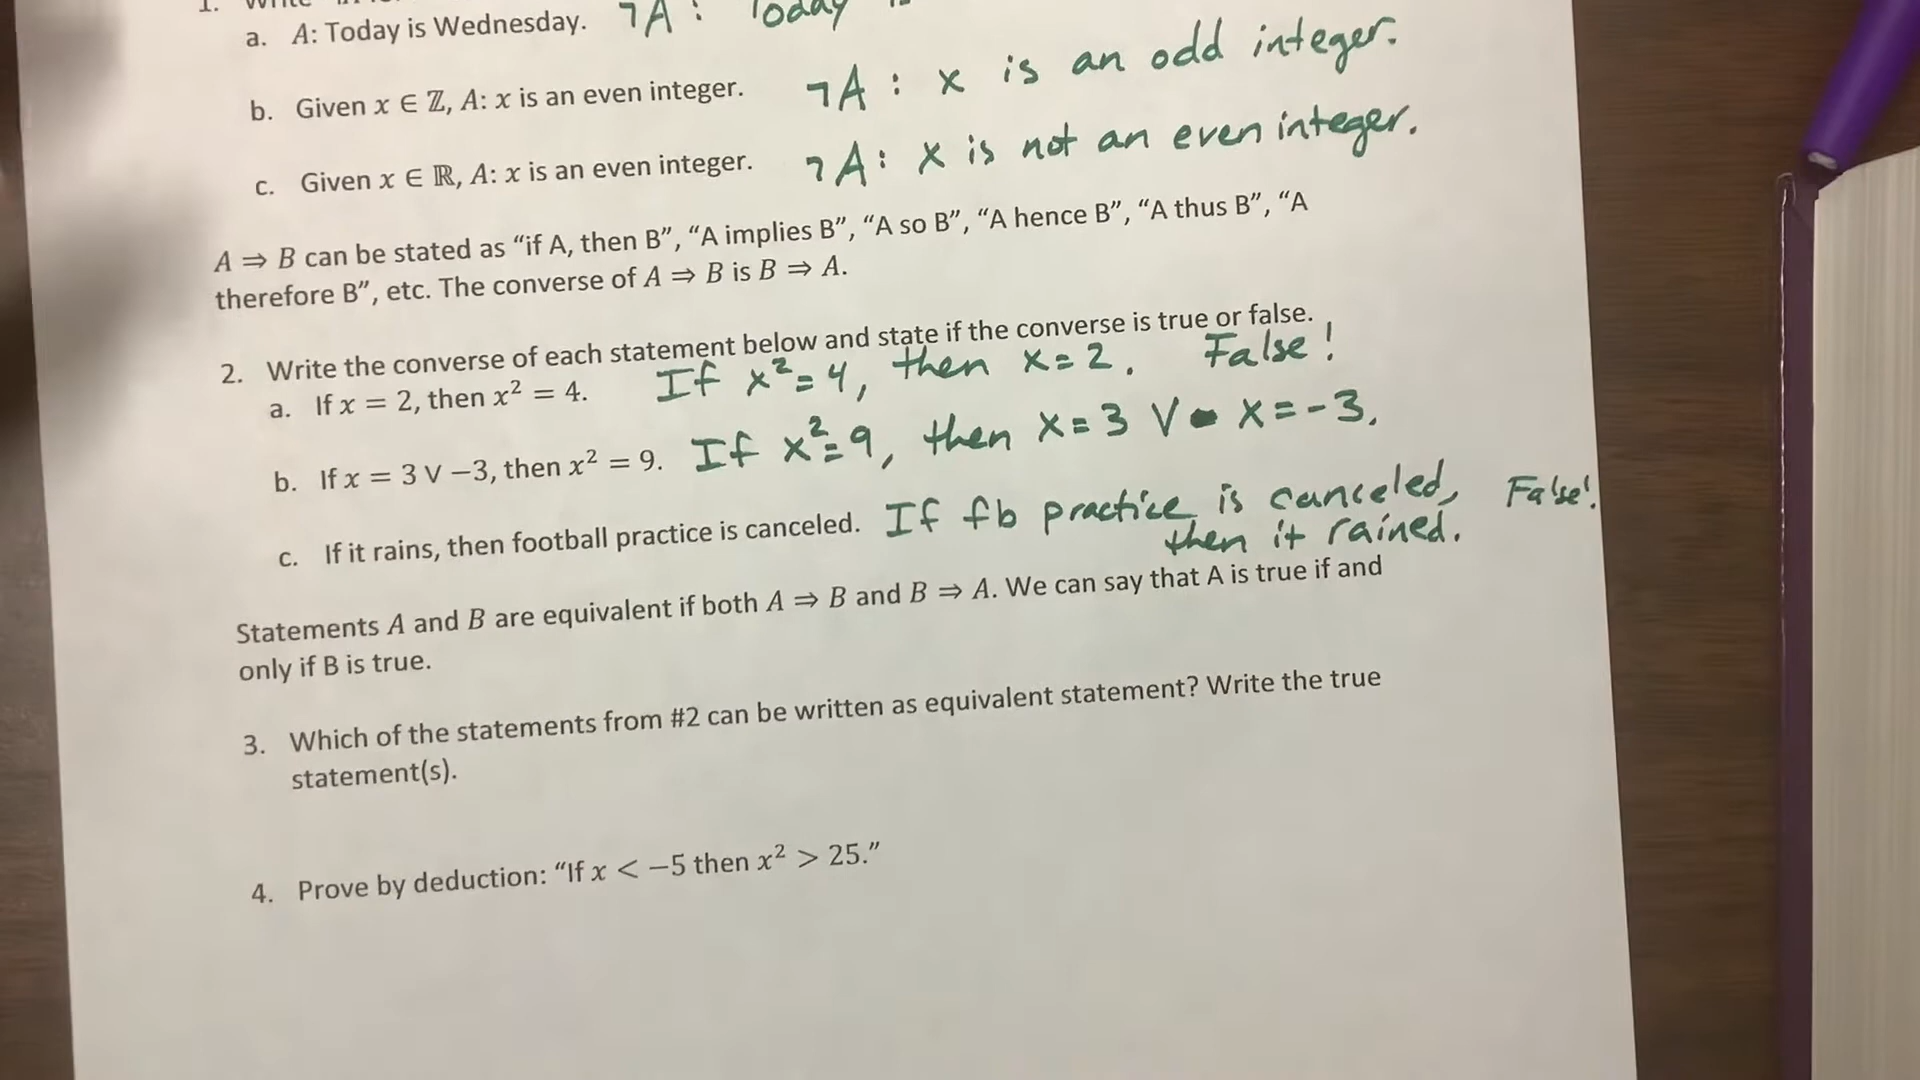 1.
a. A: Today is Wednesday. ¬A: Today
b. Given x ∈ ℤ, A: x is an even integer. ¬A: x is an odd integer.
c. Given x ∈ ℝ, A: x is an even integer. ¬A: x is not an even integer.
A ⇒ B can be stated as “if A, then B”, “A implies B”, “A so B”, “A hence B”, “A thus B”, “A
therefore B”, etc. The converse of A ⇒ B is B ⇒ A.
2. Write the converse of each statement below and state if the converse is true or false.
a. If x = 2, then x² = 4. If x² = 4, then x = 2. False!
b. If x = 3 ∨ −3, then x² = 9. If x² = 9, then x = 3 ∨ x = -3.
c. If it rains, then football practice is canceled. If fb practice is canceled, False!
then it rained.
Statements A and B are equivalent if both A ⇒ B and B ⇒ A. We can say that A is true if and
only if B is true.
3. Which of the statements from #2 can be written as equivalent statement? Write the true
statement(s).
4. Prove by deduction: “If x < −5 then x² > 25.”